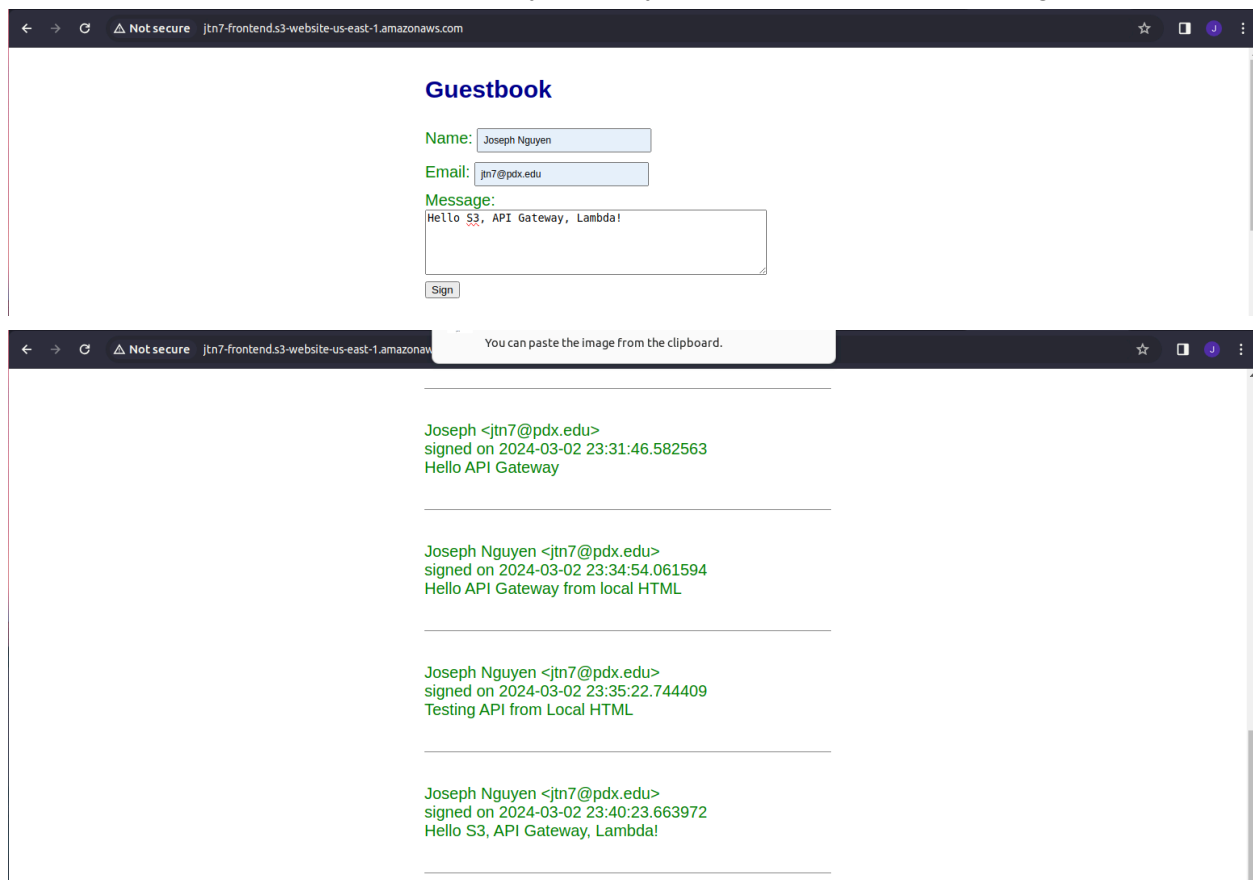 Not secure jtn7-frontend.s3-website-us-east-1.amazonaws.com J
Guestbook
Name: Joseph Nguyen
Email: jtn7@pdx.edu
Message:
Hello S3, API Gateway, Lambda!
Sign
Not secure jtn7-frontend.s3-website-us-east-1.amazonaw J
You can paste the image from the clipboard.
Joseph <jtn7@pdx.edu>
signed on 2024-03-02 23:31:46.582563
Hello API Gateway
Joseph Nguyen <jtn7@pdx.edu>
signed on 2024-03-02 23:34:54.061594
Hello API Gateway from local HTML
Joseph Nguyen <jtn7@pdx.edu>
signed on 2024-03-02 23:35:22.744409
Testing API from Local HTML
Joseph Nguyen <jtn7@pdx.edu>
signed on 2024-03-02 23:40:23.663972
Hello S3, API Gateway, Lambda!